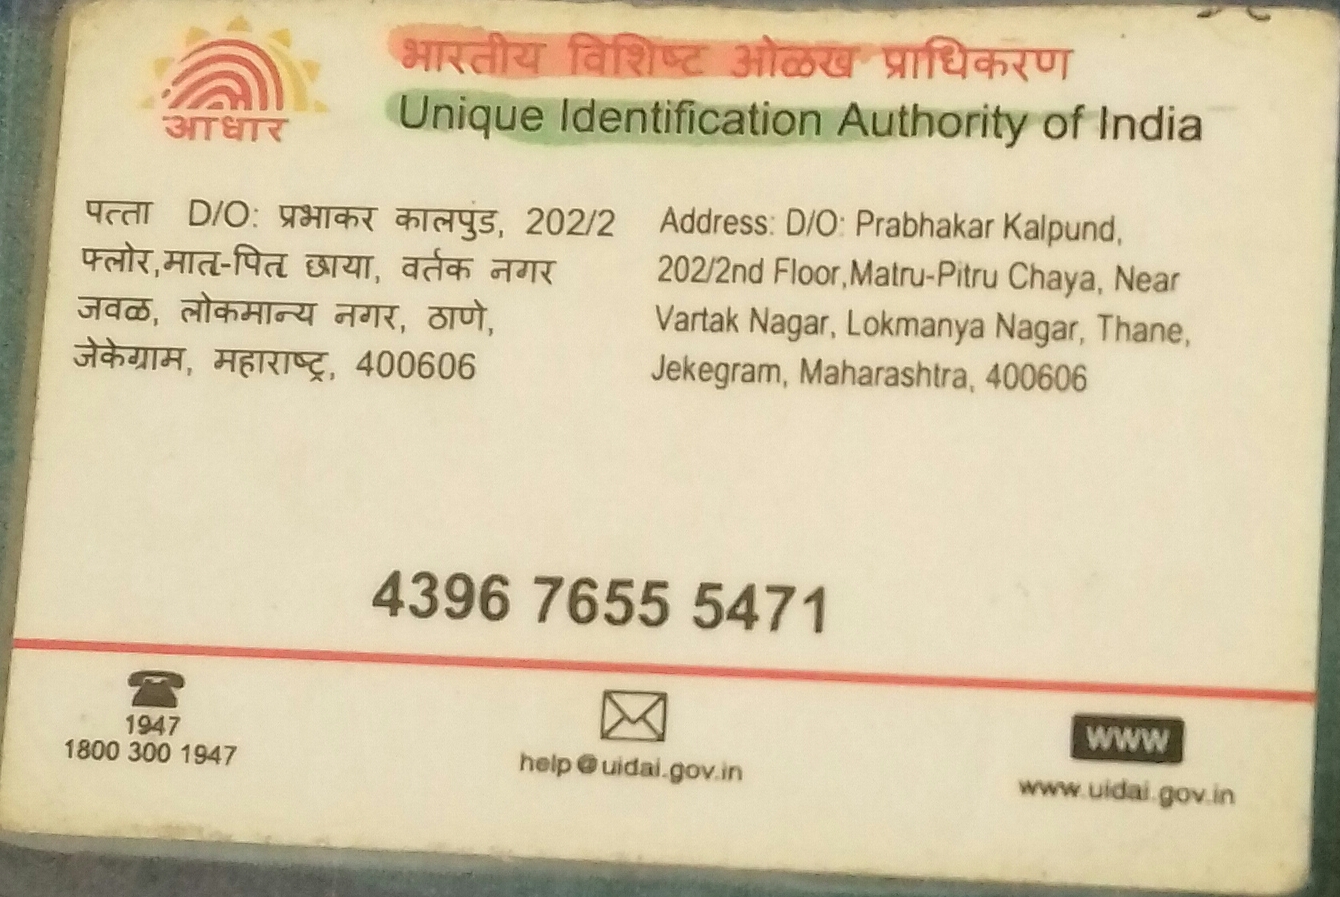 आधार
भारतीय विशिष्ट ओळख प्राधिकरण
Unique Identification Authority of India
पत्ता D/O: प्रभाकर कालपुंड, 202/2
फ्लोर,मातृ-पितृ छाया, वर्तक नगर
जवळ, लोकमान्य नगर, ठाणे,
जेकेग्राम, महाराष्ट्र, 400606
Address: D/O: Prabhakar Kalpund,
202/2nd Floor,Matru-Pitru Chaya, Near
Vartak Nagar, Lokmanya Nagar, Thane,
Jekegram, Maharashtra, 400606
4396 7655 5471
1947
1800 300 1947
help@uidai.gov.in
www
www.uidai.gov.in